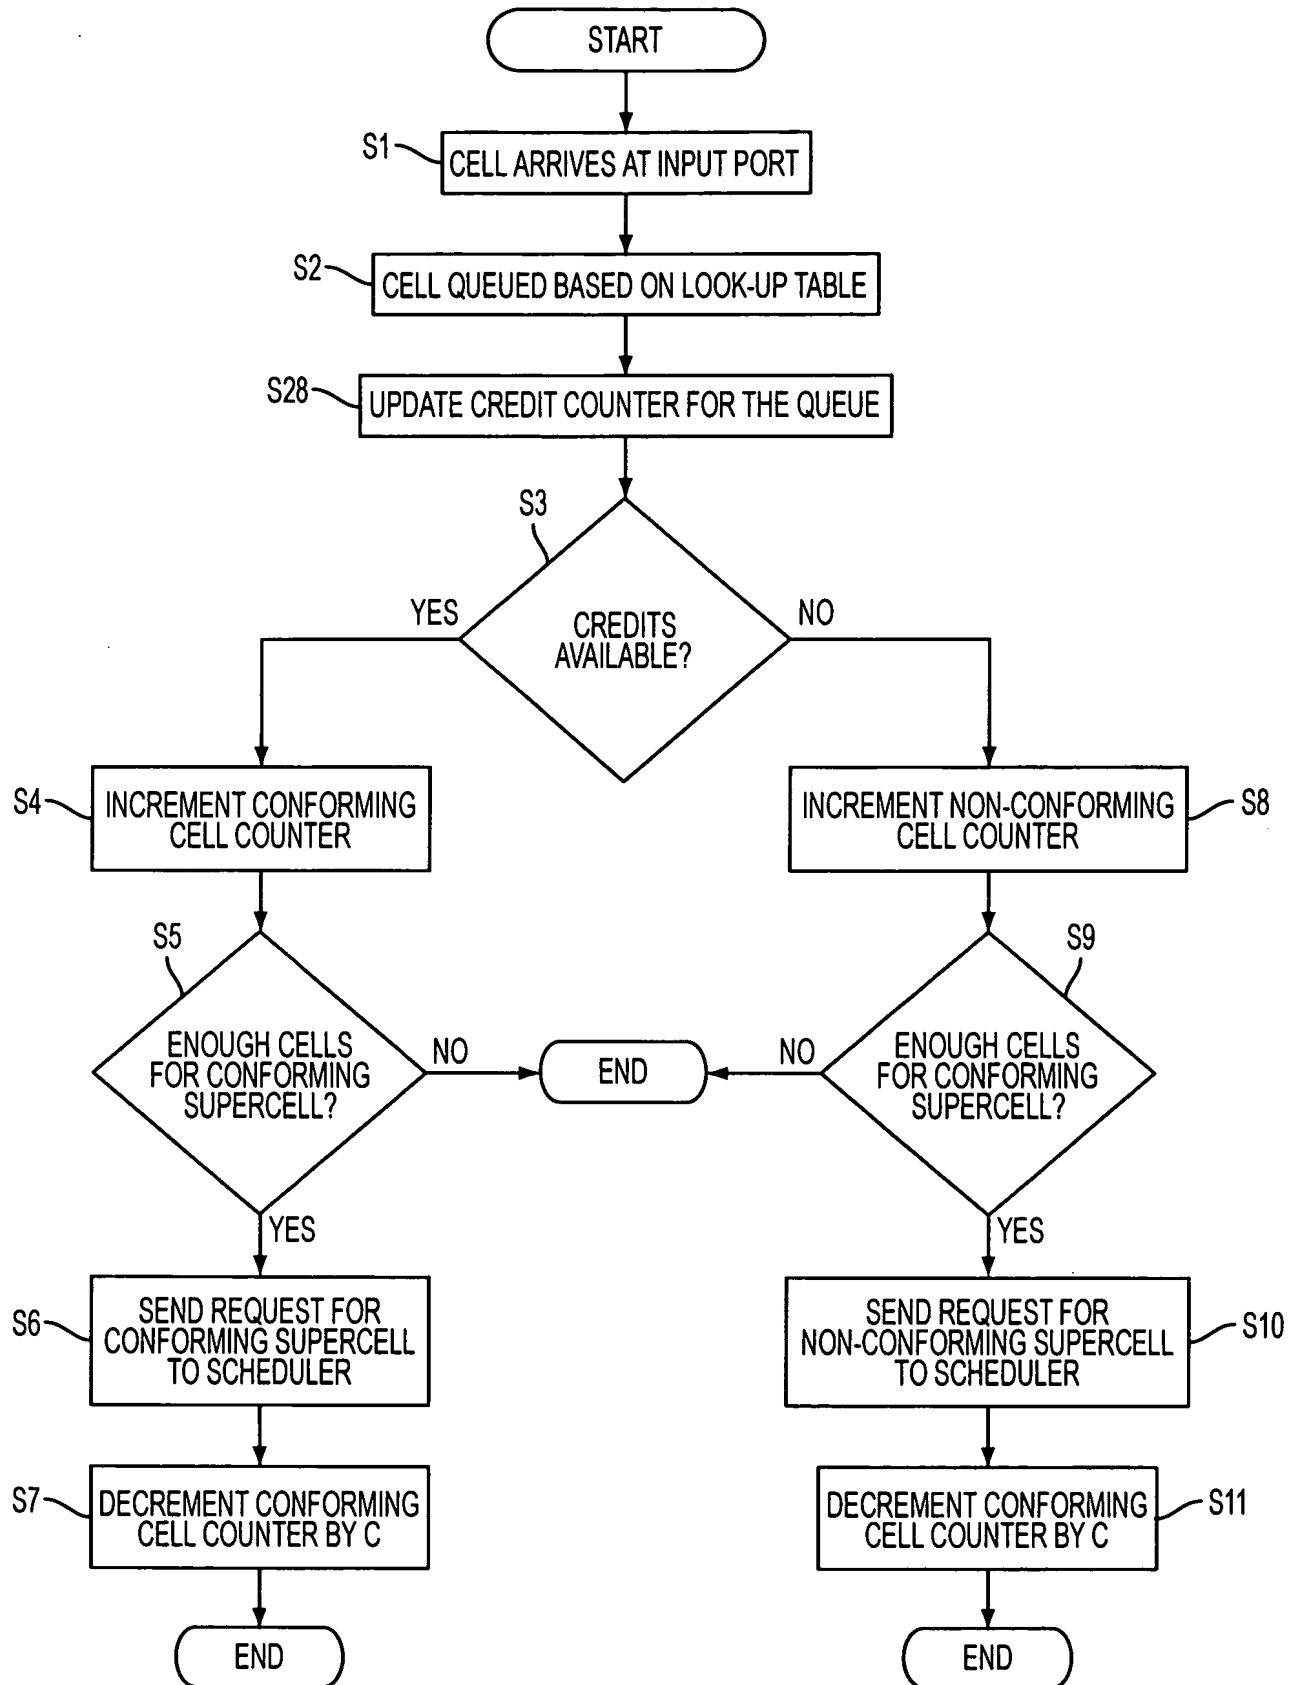 START
S1
CELL ARRIVES AT INPUT PORT
S2
CELL QUEUED BASED ON LOOK-UP TABLE
S28
UPDATE CREDIT COUNTER FOR THE QUEUE
S3
CREDITS
AVAILABLE?
YES
NO
S4
INCREMENT CONFORMING
CELL COUNTER
INCREMENT NON-CONFORMING
CELL COUNTER
S8
S5
ENOUGH CELLS
FOR CONFORMING
SUPERCELL?
NO
END
NO
S9
ENOUGH CELLS
FOR CONFORMING
SUPERCELL?
YES
YES
S6
SEND REQUEST FOR
CONFORMING SUPERCELL
TO SCHEDULER
SEND REQUEST FOR
NON-CONFORMING SUPERCELL
TO SCHEDULER
S10
S7
DECREMENT CONFORMING
CELL COUNTER BY C
DECREMENT CONFORMING
CELL COUNTER BY C
S11
END
END